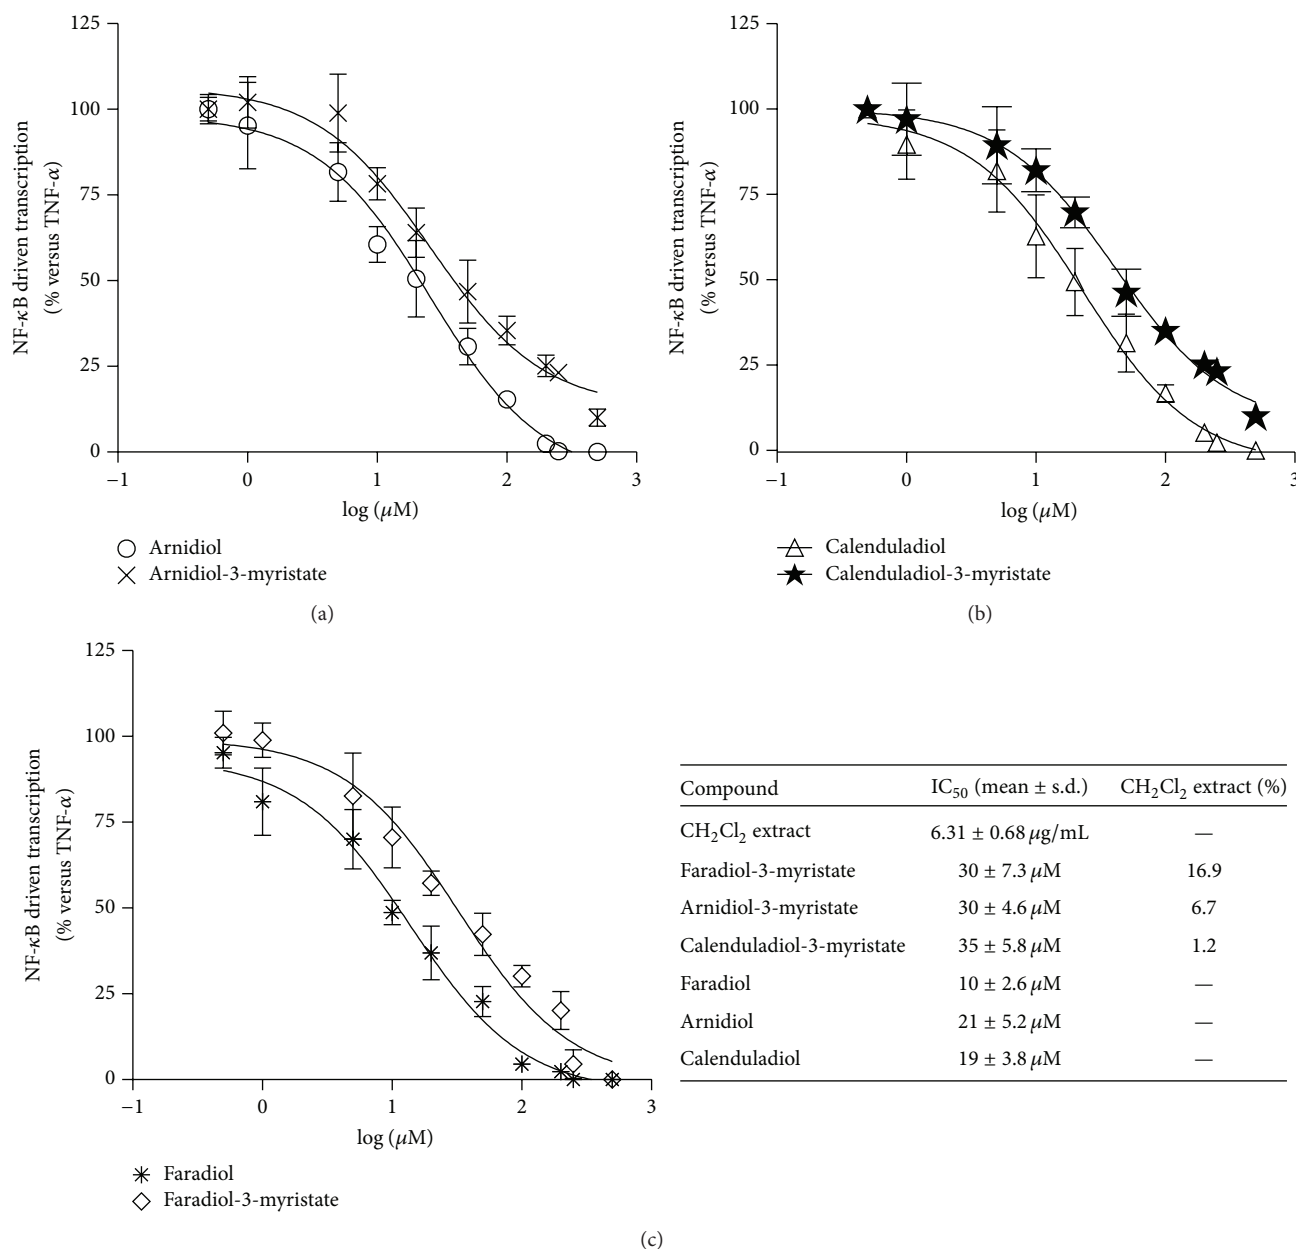 125
100
75
50
25
0
NF-κB driven transcription
(% versus TNF-α)
−1 0 1 2 3
log (μM)
Arnidiol
Arnidiol-3-myristate
(a)
125
100
75
50
25
0
NF-κB driven transcription
(% versus TNF-α)
−1 0 1 2 3
log (μM)
Calenduladiol
Calenduladiol-3-myristate
(b)
125
100
75
50
25
0
NF-κB driven transcription
(% versus TNF-α)
−1 0 1 2 3
log (μM)
Faradiol
Faradiol-3-myristate
Compound IC₅₀ (mean ± s.d.) CH₂Cl₂ extract (%)
CH₂Cl₂ extract 6.31 ± 0.68 μg/mL —
Faradiol-3-myristate 30 ± 7.3 μM 16.9
Arnidiol-3-myristate 30 ± 4.6 μM 6.7
Calenduladiol-3-myristate 35 ± 5.8 μM 1.2
Faradiol 10 ± 2.6 μM —
Arnidiol 21 ± 5.2 μM —
Calenduladiol 19 ± 3.8 μM —
(c)